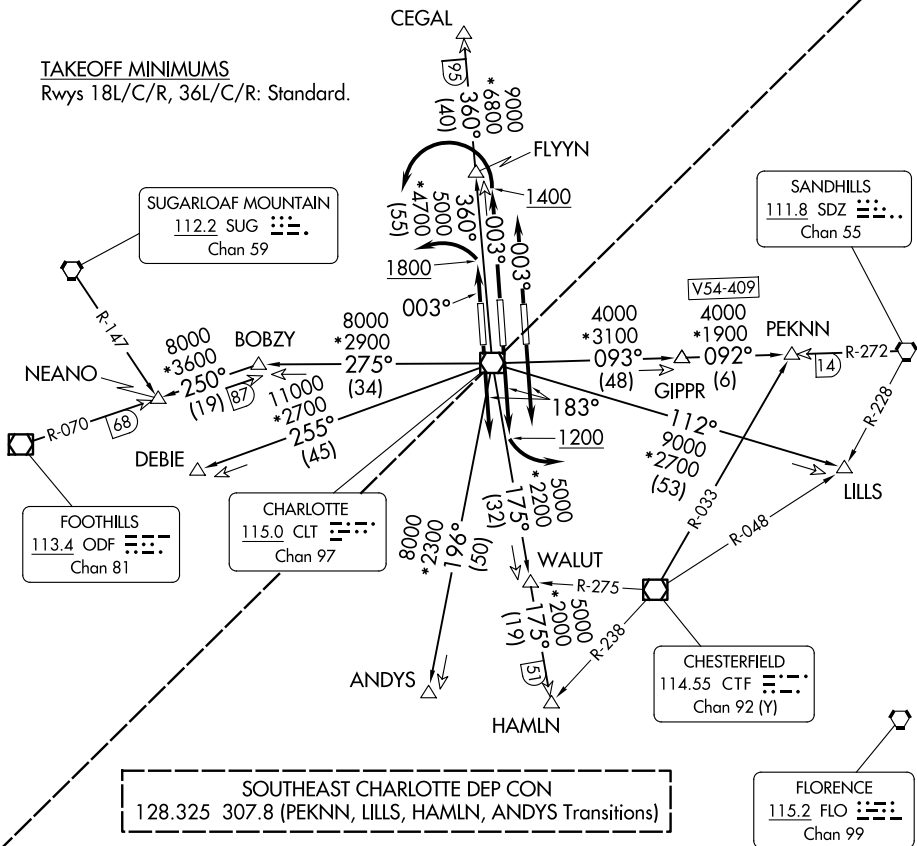 CEGAL
TAKEOFF MINIMUMS
Rwys 18L/C/R, 36L/C/R: Standard.
95
360°
(40)
9000
*6800
FLYYN
1400
SUGARLOAF MOUNTAIN
112.2 SUG
Chan 59
5000
*4700
360°
(55)
003°
003°
1800
003°
SANDHILLS
111.8 SDZ
Chan 55
R-147
V54-409
8000
*3600
250°
(19)
NEANO
BOBZY
8000
*2900
275°
(34)
87
4000
*3100
093°
(48)
4000
*1900
092°
(6)
GIPPR
PEKNN
14
R-272
R-228
R-070
68
11000
*2700
255°
(45)
DEBIE
183°
1200
112°
9000
*2700
(53)
LILLS
FOOTHILLS
113.4 ODF
Chan 81
CHARLOTTE
115.0 CLT
Chan 97
8000
*2300
196°
(50)
5000
*2200
175°
(32)
WALUT
R-275
R-033
R-048
5000
*2000
175°
(19)
51
R-238
ANDYS
HAMLN
CHESTERFIELD
114.55 CTF
Chan 92 (Y)
SOUTHEAST CHARLOTTE DEP CON
128.325 307.8 (PEKNN, LILLS, HAMLN, ANDYS Transitions)
FLORENCE
115.2 FLO
Chan 99